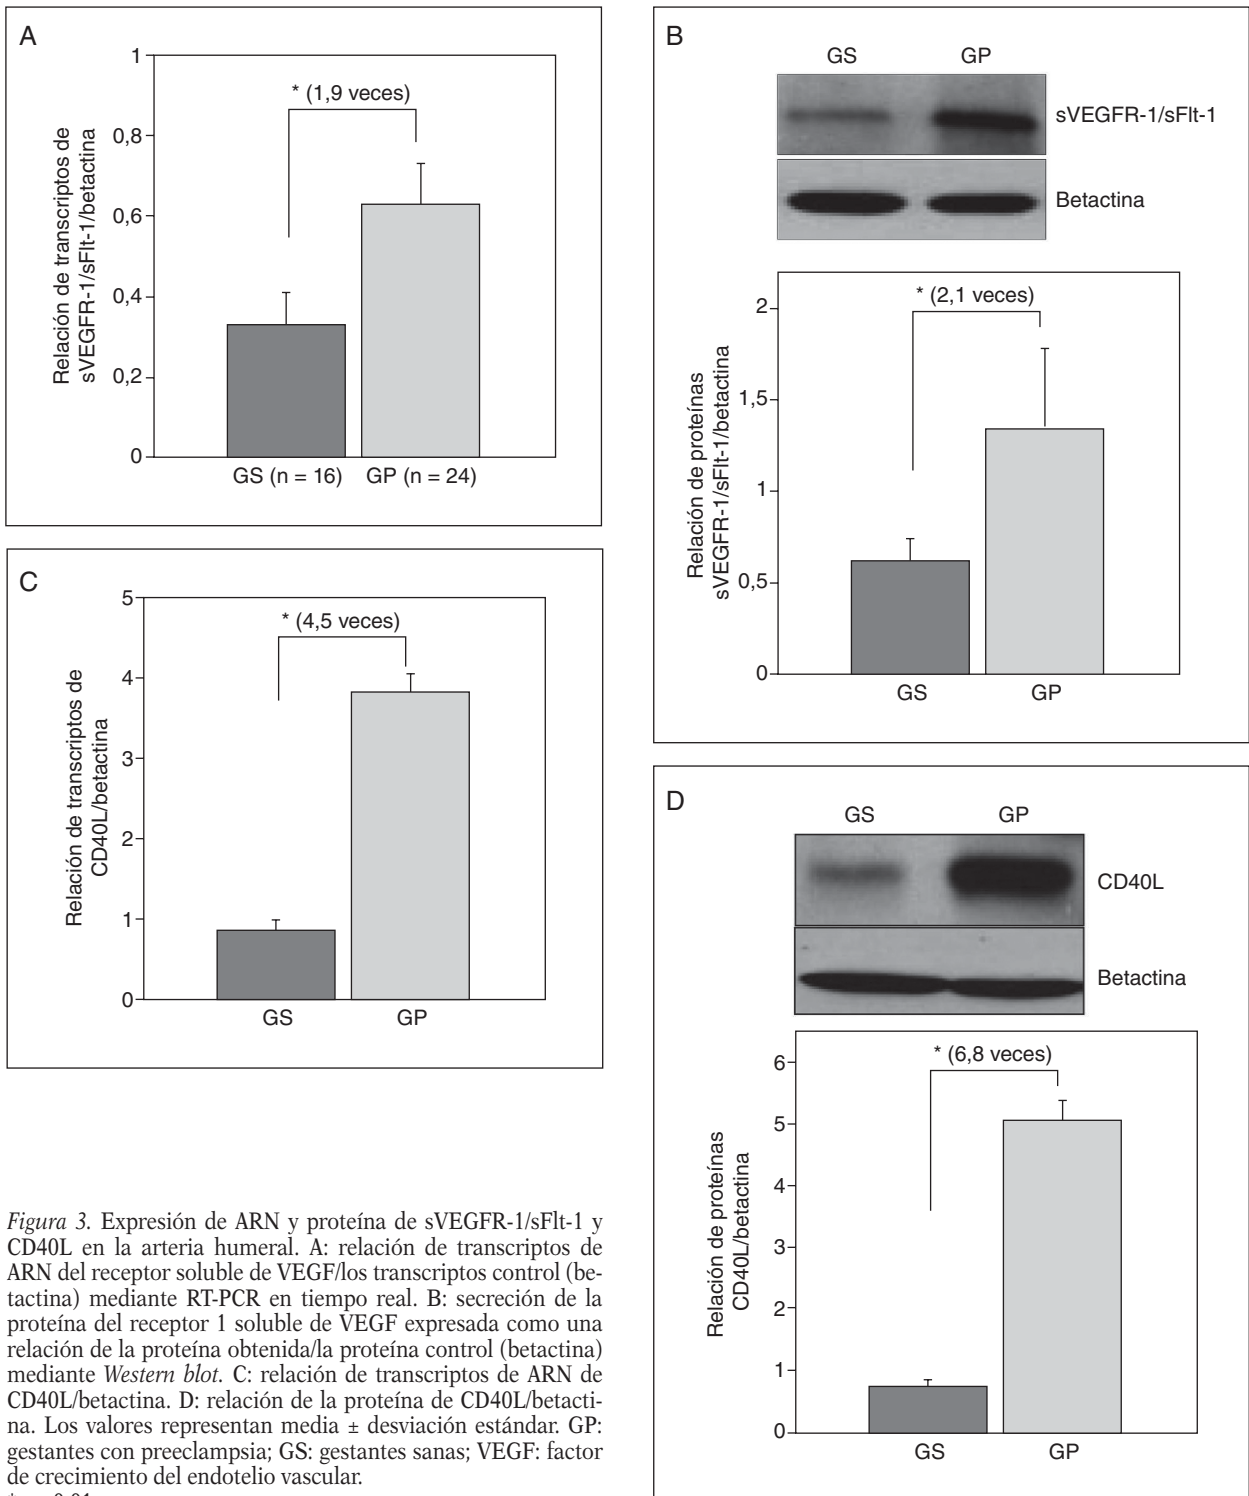 A
1
0,8
0,6
0,4
0,2
0
Relación de transcriptos de
sVEGFR-1/sFlt-1/betactina
* (1,9 veces)
GS (n = 16) GP (n = 24)
B
GS GP
sVEGFR-1/sFlt-1
Betactina
2
1,5
1
0,5
0
Relación de proteínas
sVEGFR-1/sFlt-1/betactina
* (2,1 veces)
GS GP
C
5
4
3
2
1
0
Relación de transcriptos de
CD40L/betactina
* (4,5 veces)
GS GP
D
GS GP
CD40L
Betactina
6
5
4
3
2
1
0
Relación de proteínas
CD40L/betactina
* (6,8 veces)
GS GP
Figura 3. Expresión de ARN y proteína de sVEGFR-1/sFlt-1 y
CD40L en la arteria humeral. A: relación de transcriptos de
ARN del receptor soluble de VEGF/los transcriptos control (be-
tactina) mediante RT-PCR en tiempo real. B: secreción de la
proteína del receptor 1 soluble de VEGF expresada como una
relación de la proteína obtenida/la proteína control (betactina)
mediante Western blot. C: relación de transcriptos de ARN de
CD40L/betactina. D: relación de la proteína de CD40L/betacti-
na. Los valores representan media ± desviación estándar. GP:
gestantes con preeclampsia; GS: gestantes sanas; VEGF: factor
de crecimiento del endotelio vascular.